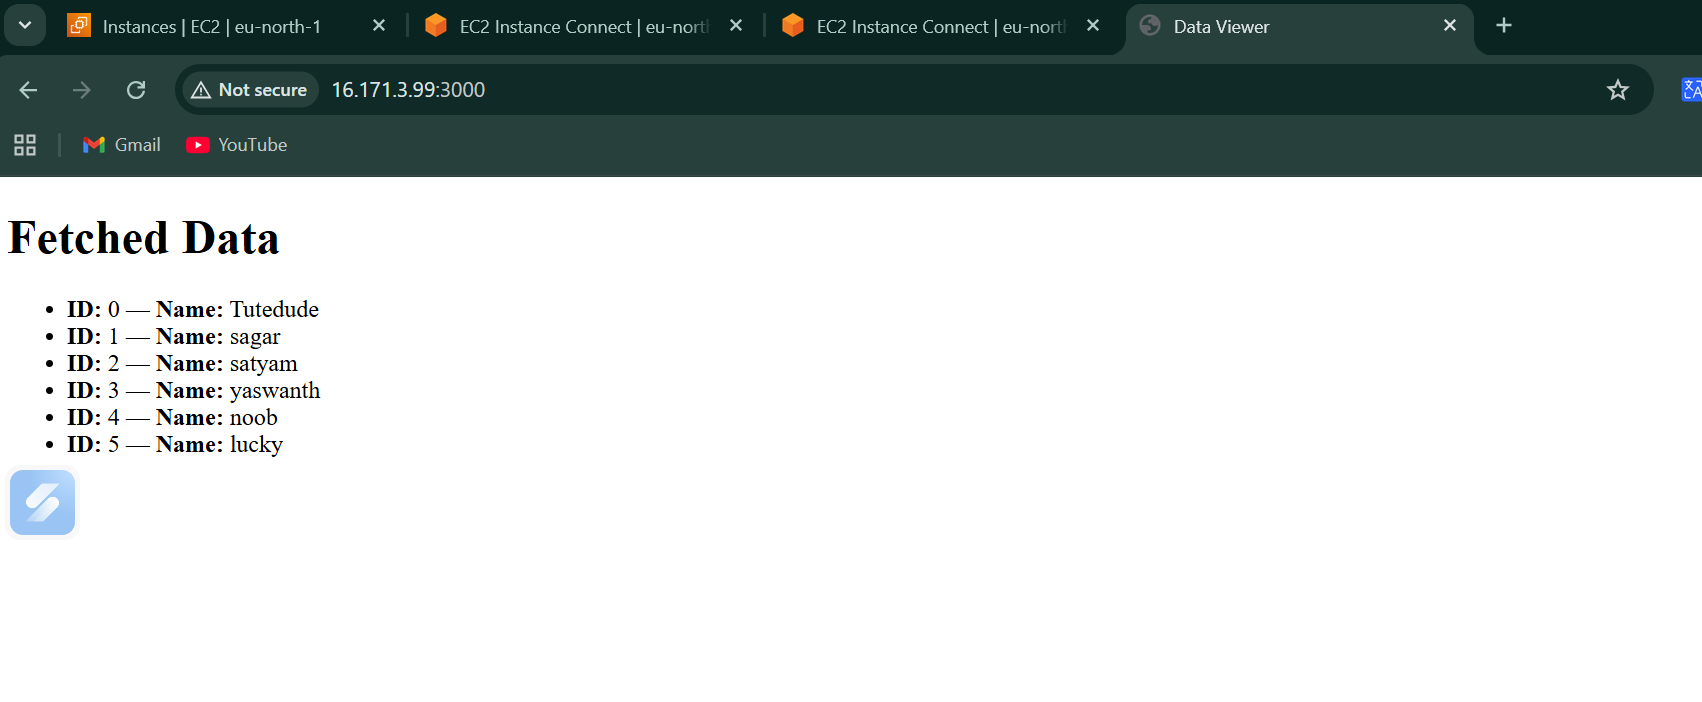 Instances | EC2 | eu-north-1
EC2 Instance Connect | eu-nort
EC2 Instance Connect | eu-nort
Data Viewer
Not secure
16.171.3.99:3000
Gmail
YouTube
Fetched Data
• ID: 0 — Name: Tutedude
• ID: 1 — Name: sagar
• ID: 2 — Name: satyam
• ID: 3 — Name: yaswanth
• ID: 4 — Name: noob
• ID: 5 — Name: lucky